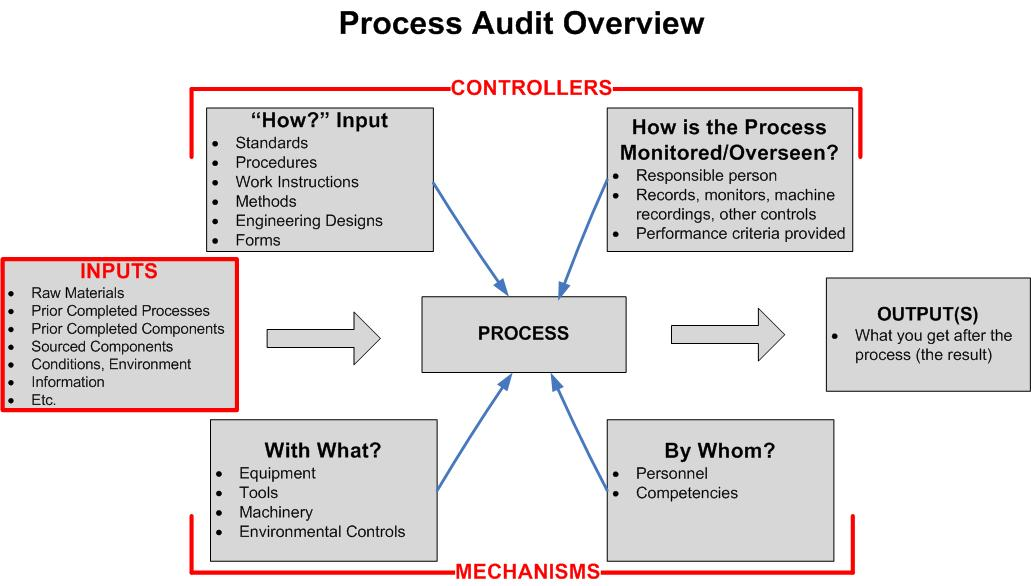 Process Audit Overview
CONTROLLERS
“How?” Input
• Standards
• Procedures
• Work Instructions
• Methods
• Engineering Designs
• Forms
How is the Process
Monitored/Overseen?
• Responsible person
• Records, monitors, machine
recordings, other controls
• Performance criteria provided
INPUTS
• Raw Materials
• Prior Completed Processes
• Prior Completed Components
• Sourced Components
• Conditions, Environment
• Information
• Etc.
PROCESS
OUTPUT(S)
• What you get after the
process (the result)
With What?
• Equipment
• Tools
• Machinery
• Environmental Controls
By Whom?
• Personnel
• Competencies
MECHANISMS